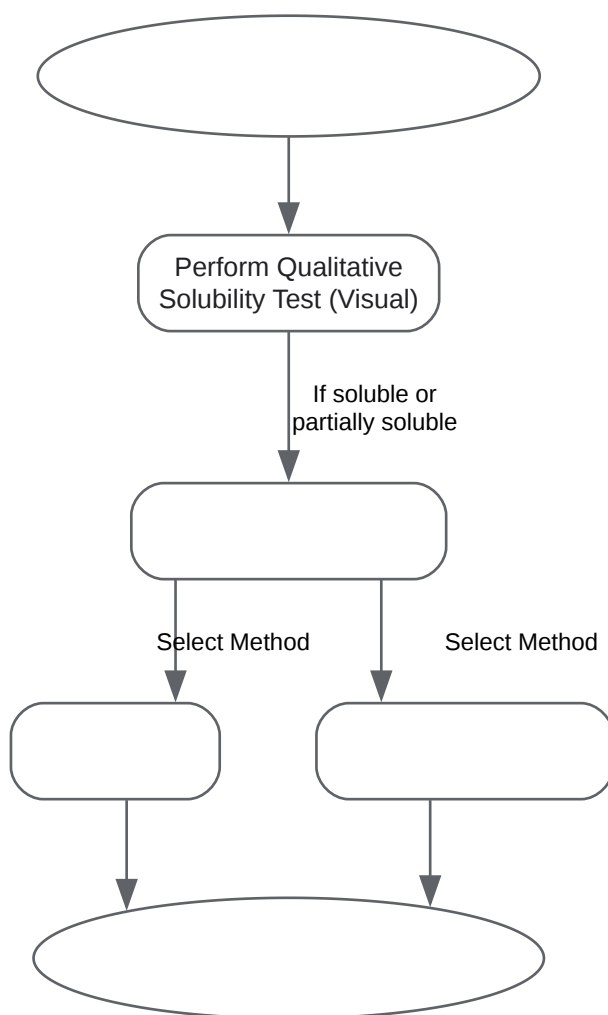 Perform Qualitative
Solubility Test (Visual)
If soluble or
partially soluble
Select Method
Select Method